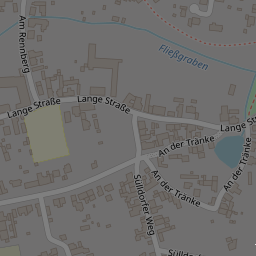 Am Rennberg
Fließgraben
Lange Straße
Lange Straße
Lange
An der Tränke
An der Tränke
An der Tränke
Sülldorfer Weg